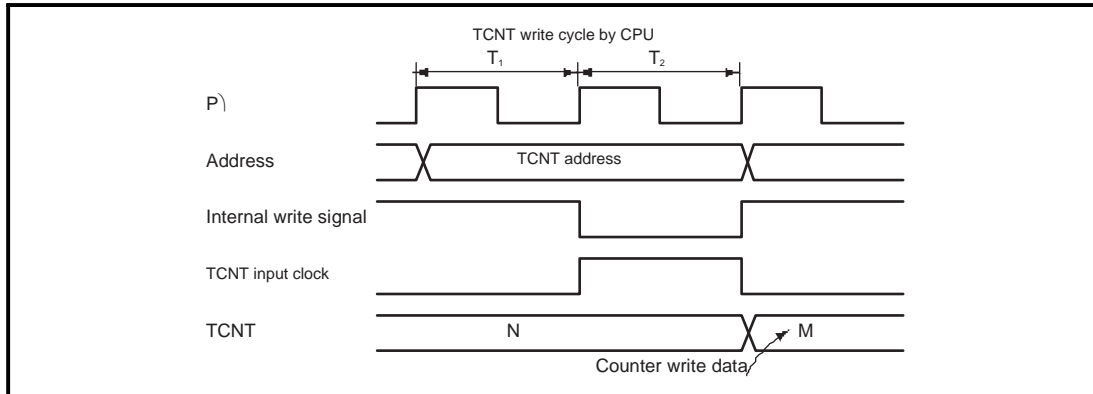 TCNT write cycle by CPU
T₁ T₂
P
Address
TCNT address
Internal write signal
TCNT input clock
TCNT
N
M
Counter write data